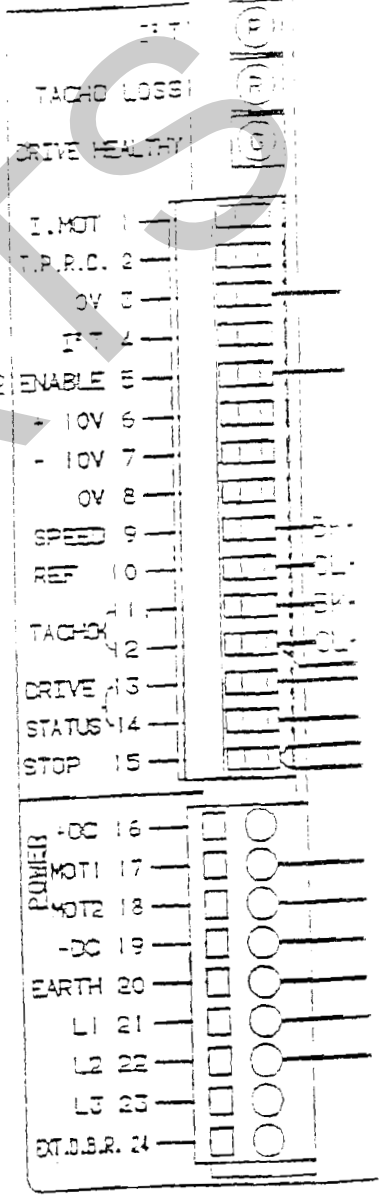 TACHO LOSS
DRIVE HEALTHY
R
R
I.MOT 1
T.P.R.C. 2
0V 3
4
ENABLE 5
+ 10V 6
- 10V 7
0V 8
SPEED 9
REF 10
TACHO 11
12
DRIVE 13
STATUS 14
STOP 15
POWER
+DC 16
MOT1 17
MOT2 18
-DC 19
EARTH 20
L1 21
L2 22
L3 23
EXT.D.B.R. 24